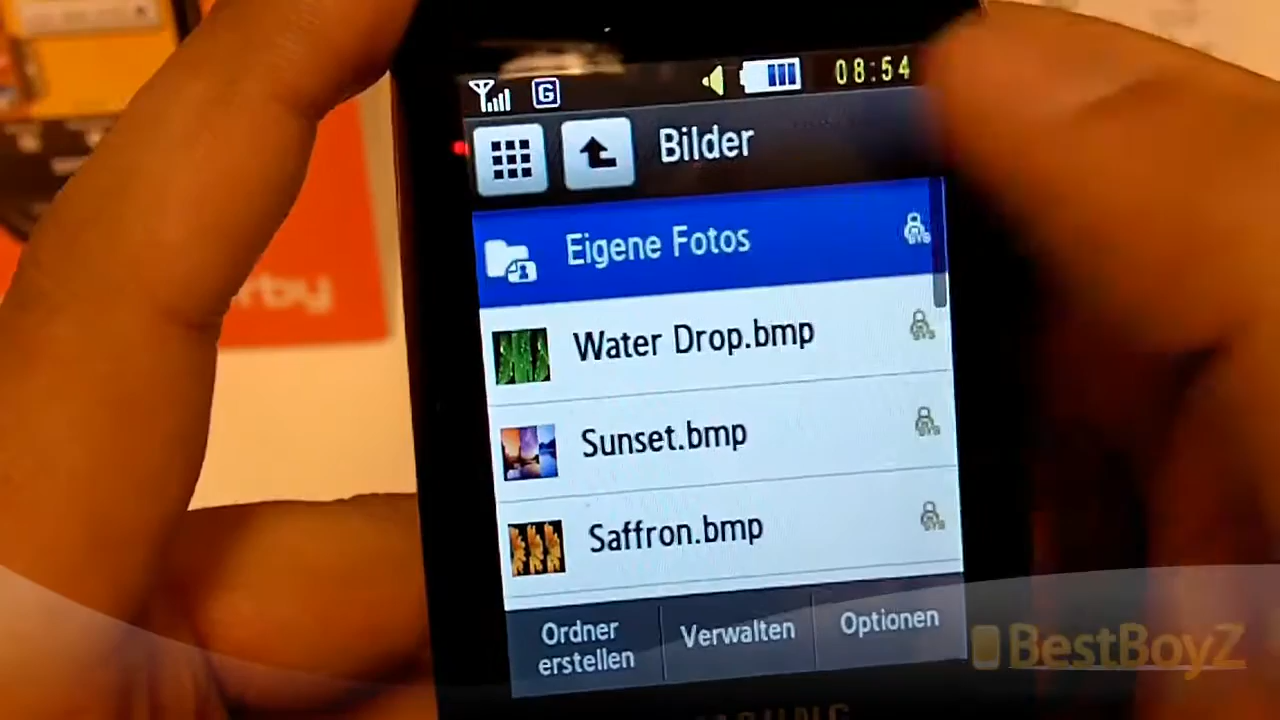 G
08:54
Bilder
Eigene Fotos
Water Drop.bmp
Sunset.bmp
Saffron.bmp
Ordner
erstellen
Verwalten
Optionen
BestBoyZ